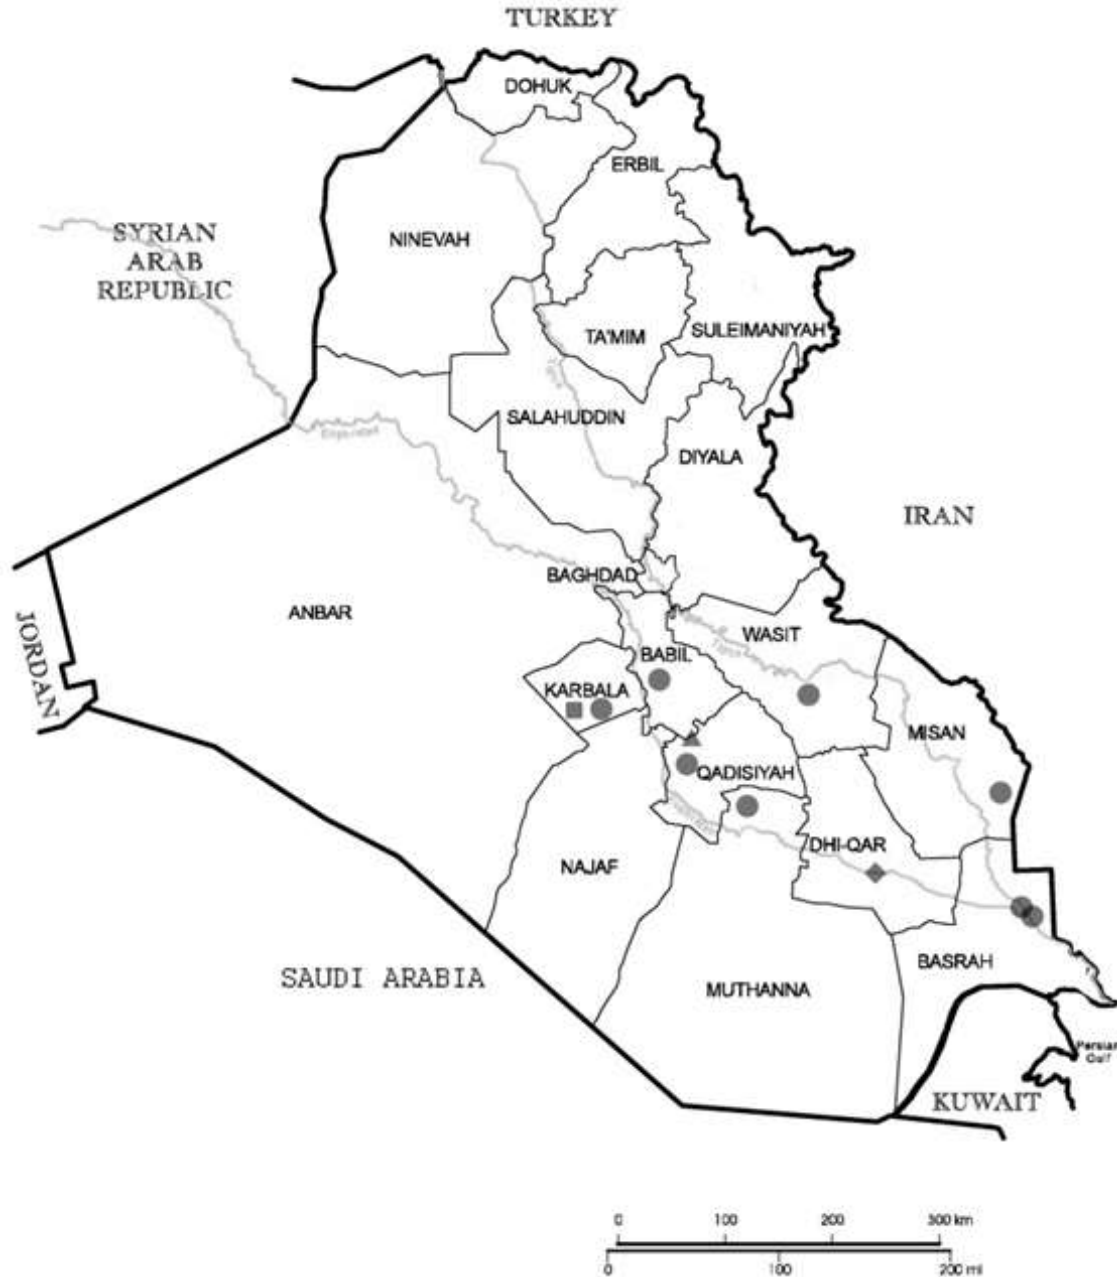 TURKEY
DOHUK
ERBIL
NINEVAH
SYRIAN
ARAB
REPUBLIC
TA'MIM
SULEIMANIYAH
SALAHUDDIN
Euphrates
DIYALA
IRAN
BAGHDAD
ANBAR
JORDAN
WASIT
Tigris
BABIL
KARBALA
MISAN
QADISIYAH
DHI-QAR
NAJAF
SAUDI ARABIA
MUTHANNA
BASRAH
Persian
Gulf
KUWAIT
0 100 200 300 km
0 100 200 mi